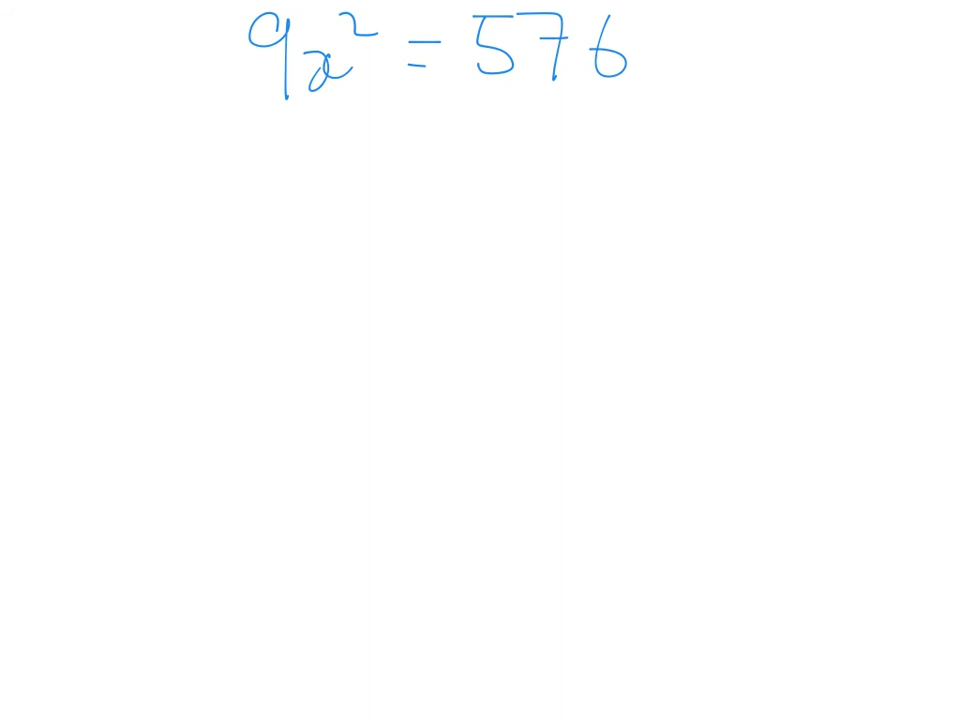 9x² = 576